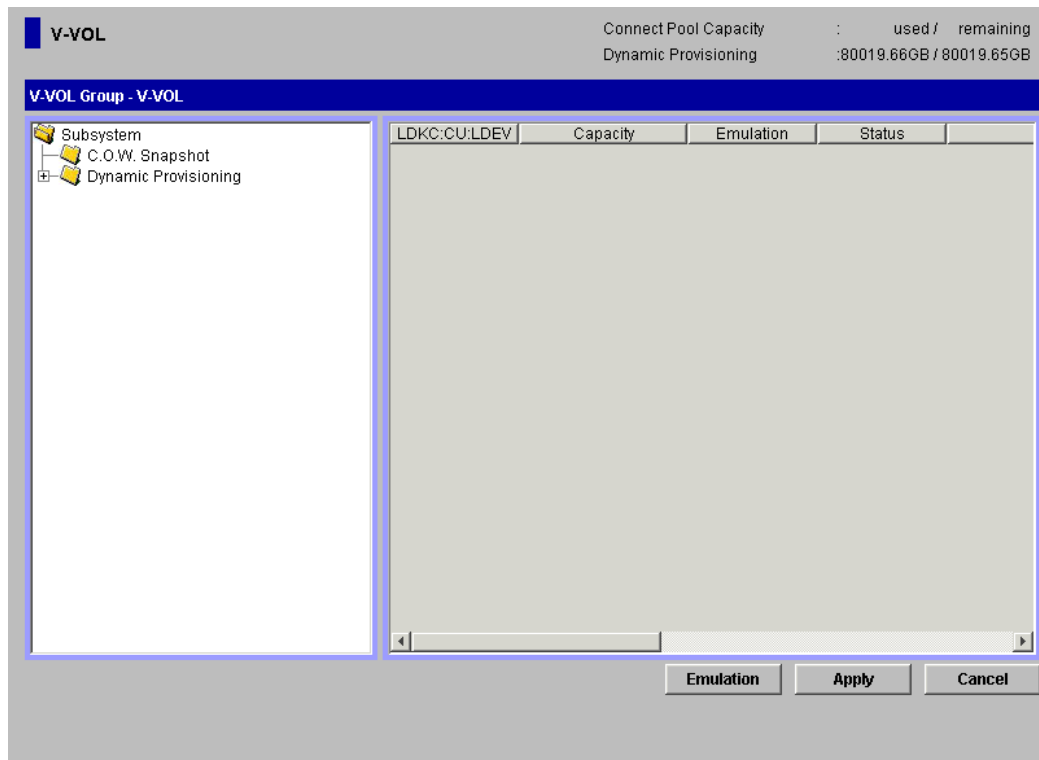 V-VOL
Connect Pool Capacity : used / remaining
Dynamic Provisioning :80019.66GB / 80019.65GB
V-VOL Group - V-VOL
Subsystem
C.O.W. Snapshot
Dynamic Provisioning
LDKC:CU:LDEV Capacity Emulation Status
Emulation Apply Cancel